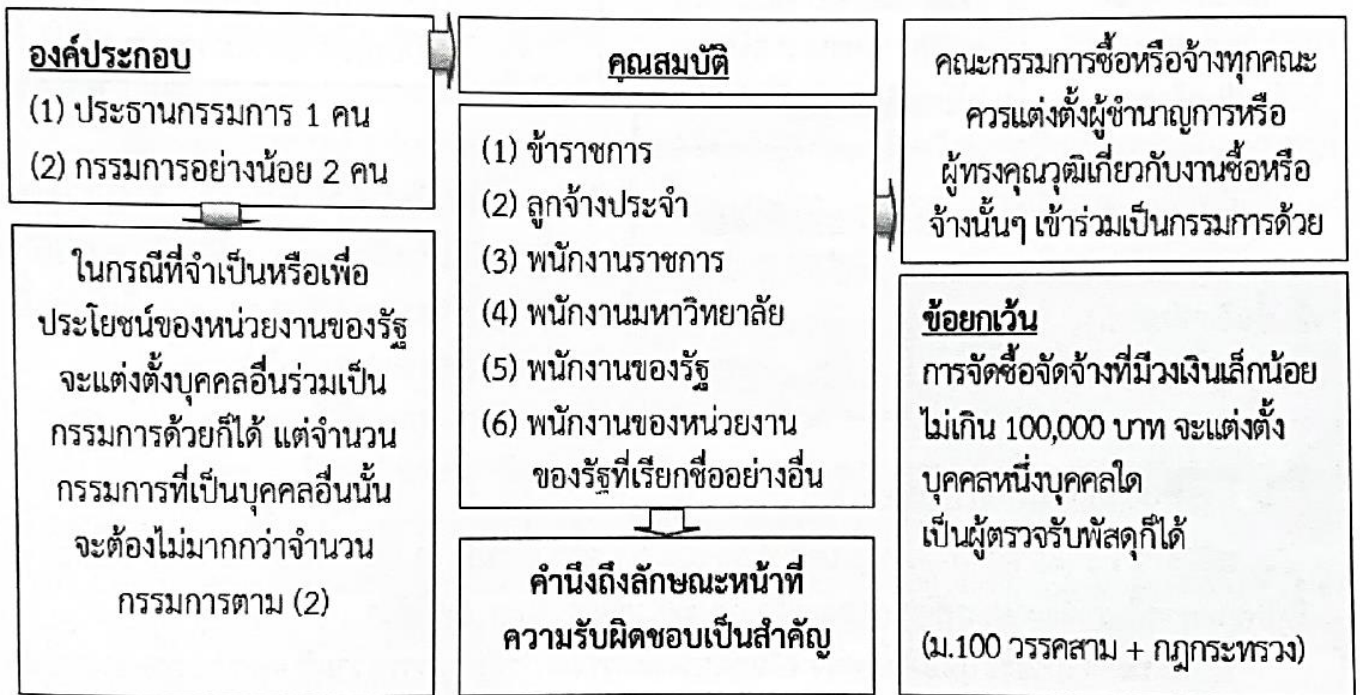 องค์ประกอบ
(1) ประธานกรรมการ 1 คน
(2) กรรมการอย่างน้อย 2 คน
ในกรณีที่จำเป็นหรือเพื่อ
ประโยชน์ของหน่วยงานของรัฐ
จะแต่งตั้งบุคคลอื่นร่วมเป็น
กรรมการด้วยก็ได้ แต่จำนวน
กรรมการที่เป็นบุคคลอื่นนั้น
จะต้องไม่มากกว่าจำนวน
กรรมการตาม (2)
คุณสมบัติ
(1) ข้าราชการ
(2) ลูกจ้างประจำ
(3) พนักงานราชการ
(4) พนักงานมหาวิทยาลัย
(5) พนักงานของรัฐ
(6) พนักงานของหน่วยงาน
ของรัฐที่เรียกชื่ออย่างอื่น
คำนึงถึงลักษณะหน้าที่
ความรับผิดชอบเป็นสำคัญ
คณะกรรมการซื้อหรือจ้างทุกคณะ
ควรแต่งตั้งผู้ชำนาญการหรือ
ผู้ทรงคุณวุฒิเกี่ยวกับงานซื้อหรือ
จ้างนั้นๆ เข้าร่วมเป็นกรรมการด้วย
ข้อยกเว้น
การจัดซื้อจัดจ้างที่มีวงเงินเล็กน้อย
ไม่เกิน 100,000 บาท จะแต่งตั้ง
บุคคลหนึ่งบุคคลใด
เป็นผู้ตรวจรับพัสดุก็ได้
(ม.100 วรรคสาม + กฎกระทรวง)